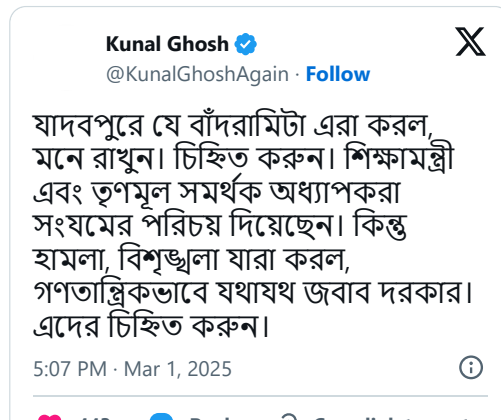 Kunal Ghosh
@KunalGhoshAgain · Follow
যাদবপুরে যে বাঁদরামিটা এরা করল,
মনে রাখুন। চিহ্নিত করুন। শিক্ষামন্ত্রী
এবং তৃণমূল সমর্থক অধ্যাপকরা
সংযমের পরিচয় দিয়েছেন। কিন্তু
হামলা, বিশৃঙ্খলা যারা করল,
গণতান্ত্রিকভাবে যথাযথ জবাব দরকার।
এদের চিহ্নিত করুন।
5:07 PM · Mar 1, 2025